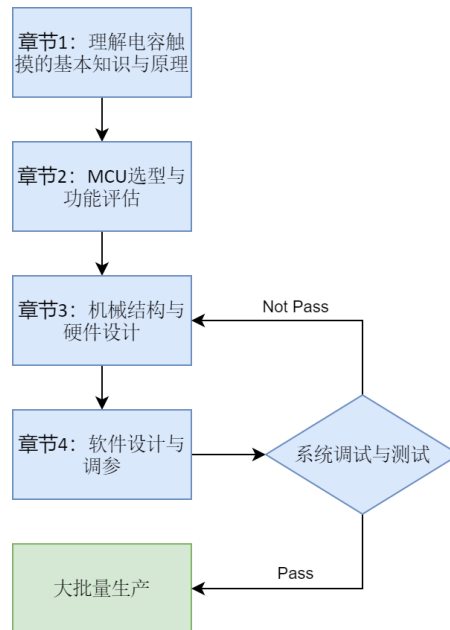 章节1：理解电容触
摸的基本知识与原理
章节2：MCU选型与
功能评估
章节3：机械结构与
硬件设计
Not Pass
章节4：软件设计与
调参
系统调试与测试
Pass
大批量生产